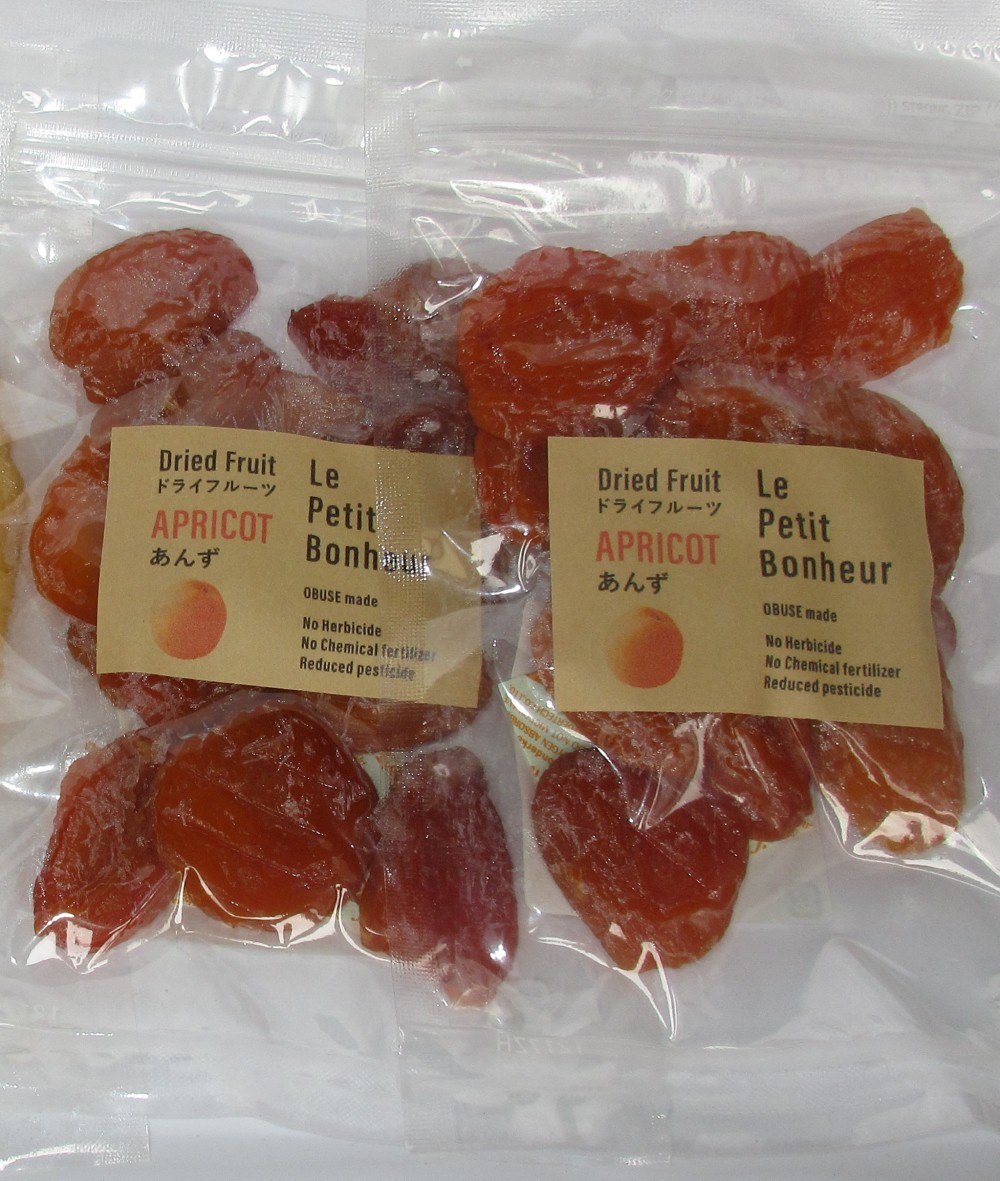 Dried Fruit
ドライフルーツ
APRICOT
あんず
Le
Petit
Bonheur
OBUSE made
No Herbicide
No Chemical fertilizer
Reduced pesticide
Dried Fruit
ドライフルーツ
APRICOT
あんず
Le
Petit
Bonheur
OBUSE made
No Herbicide
No Chemical fertilizer
Reduced pesticide